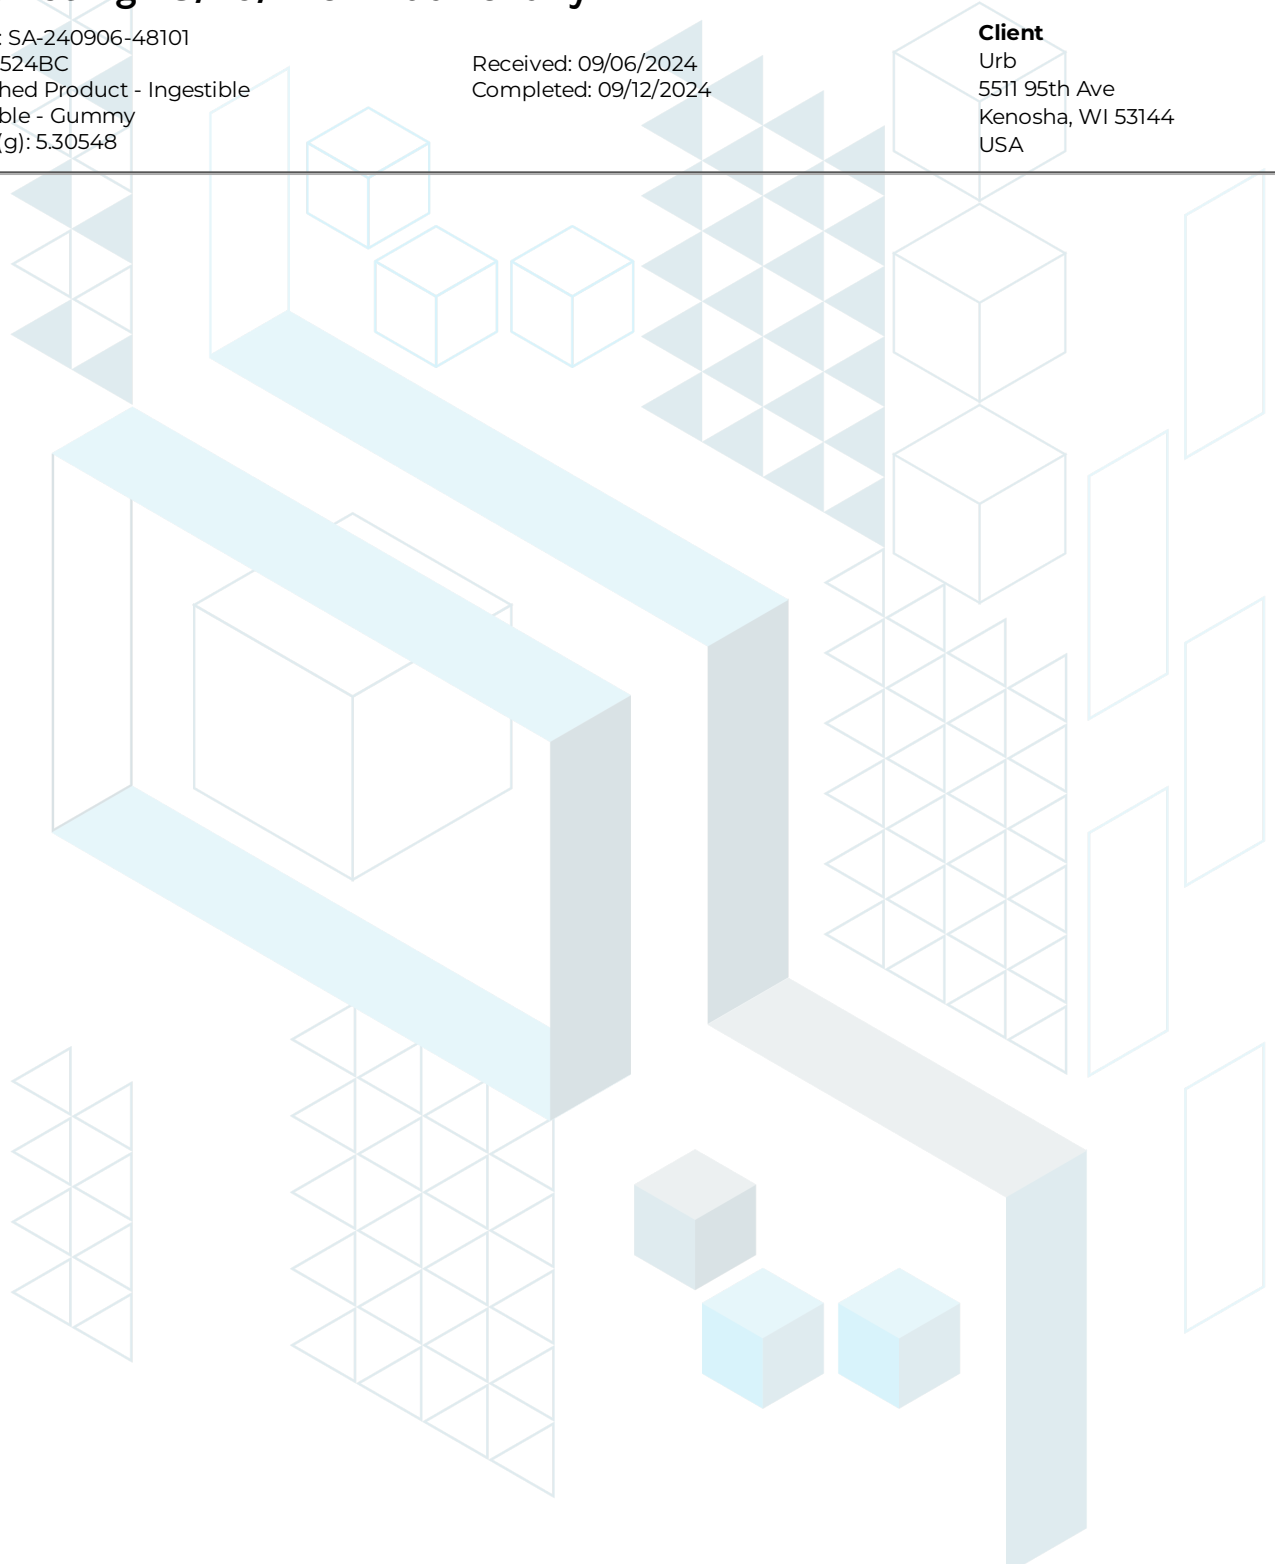 : SA-240906-48101
524BC
hed Product - Ingestible
ble - Gummy
(g): 5.30548
Received: 09/06/2024
Completed: 09/12/2024
Client
Urb
5511 95th Ave
Kenosha, WI 53144
USA